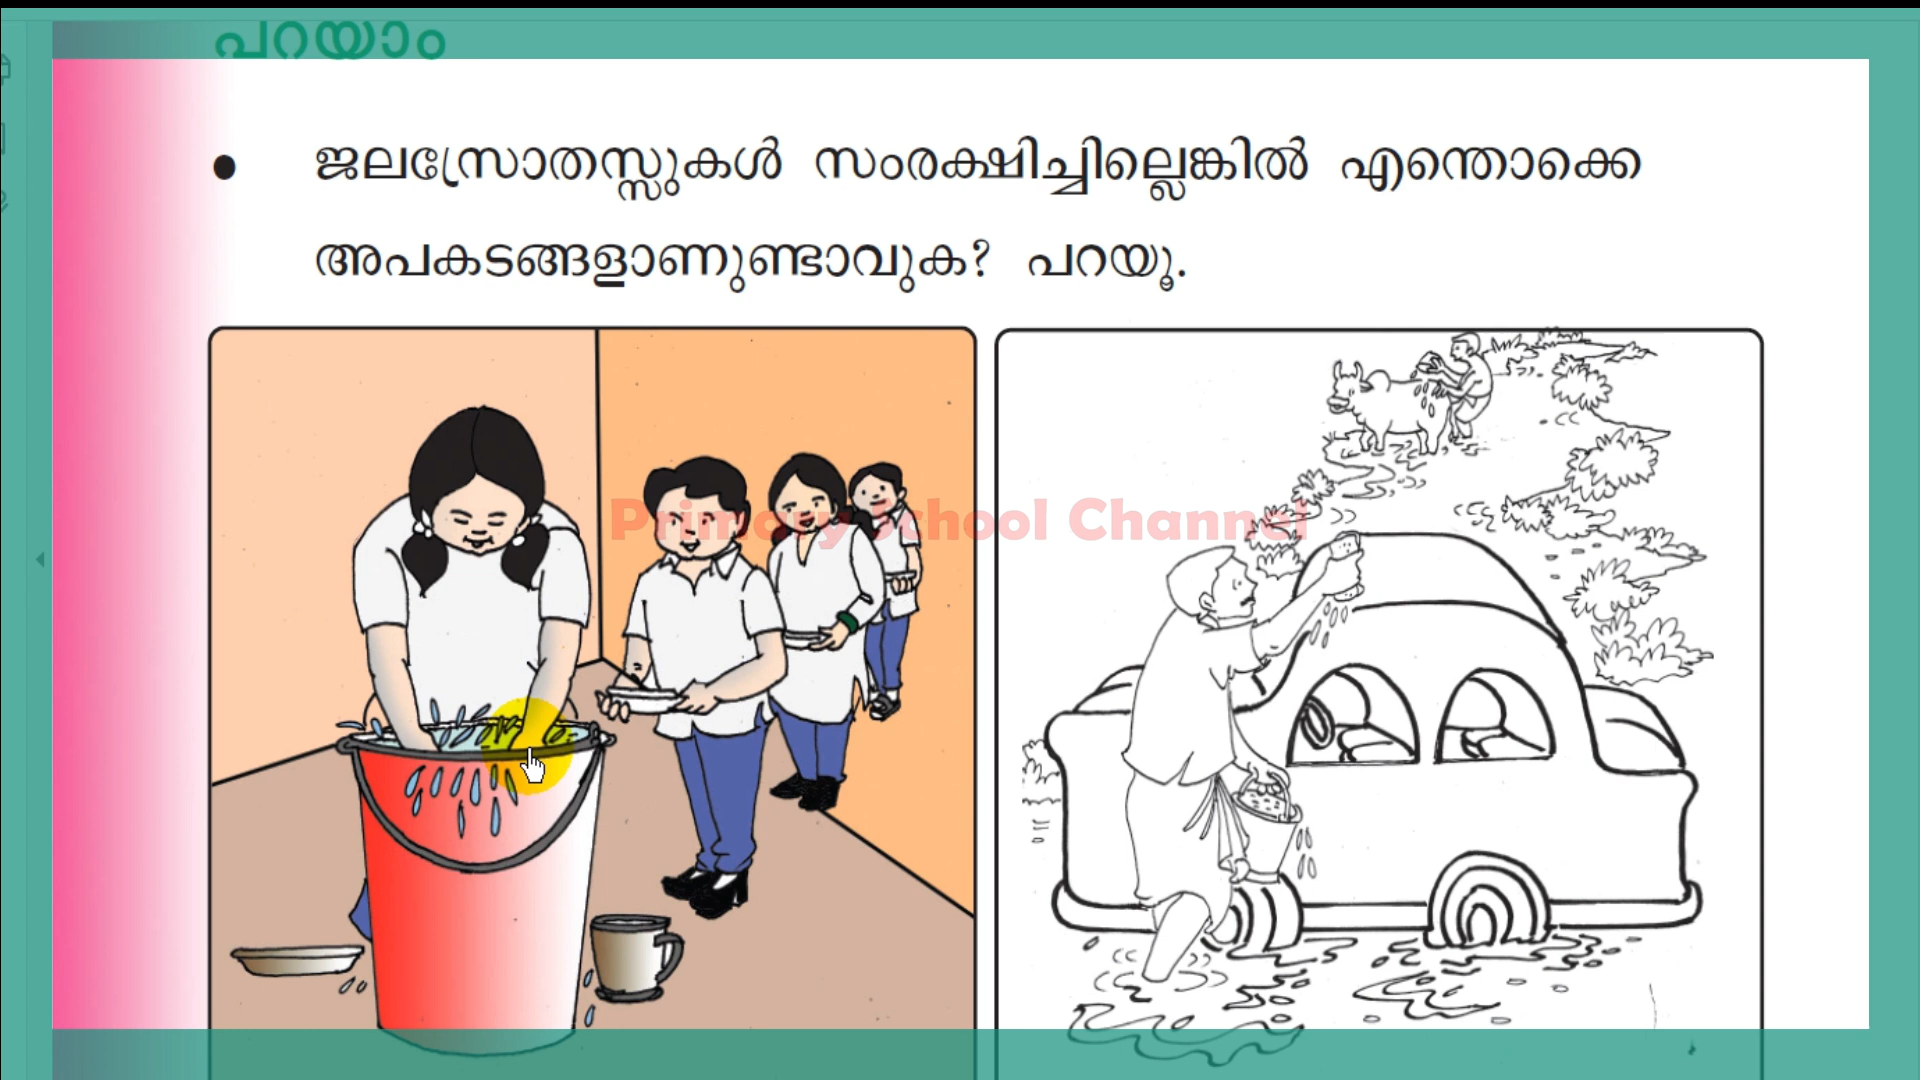 പറയാം
● ജലസ്രോതസ്സുകൾ സംരക്ഷിച്ചില്ലെങ്കിൽ എന്തൊക്കെ
അപകടങ്ങളാണുണ്ടാവുക? പറയൂ.
Primary School Channel